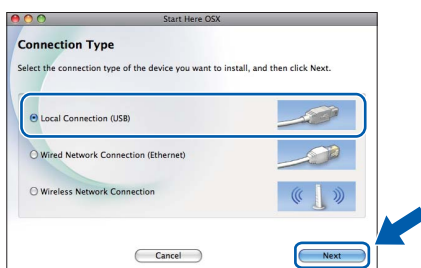 Start Here OSX
Connection Type
Select the connection type of the device you want to install, and then click Next.
Local Connection (USB)
Wired Network Connection (Ethernet)
Wireless Network Connection
Cancel
Next